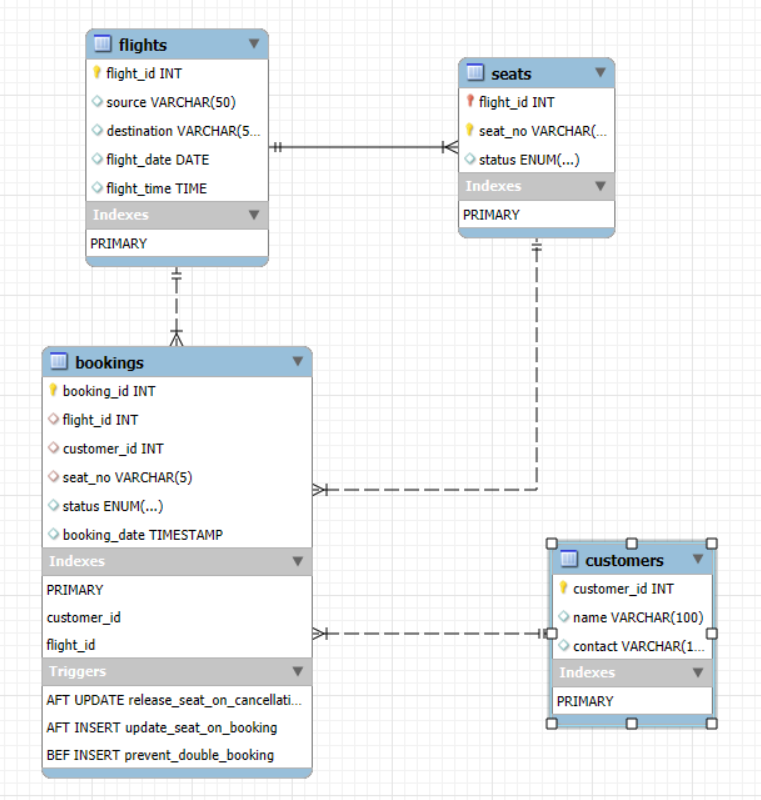 flights
flight_id INT
source VARCHAR(50)
destination VARCHAR(5...
flight_date DATE
flight_time TIME
Indexes
PRIMARY
seats
flight_id INT
seat_no VARCHAR(...
status ENUM(...)
Indexes
PRIMARY
bookings
booking_id INT
flight_id INT
customer_id INT
seat_no VARCHAR(5)
status ENUM(...)
booking_date TIMESTAMP
Indexes
PRIMARY
customer_id
flight_id
Triggers
AFT UPDATE release_seat_on_cancellati...
AFT INSERT update_seat_on_booking
BEF INSERT prevent_double_booking
customers
customer_id INT
name VARCHAR(100)
contact VARCHAR(1...
Indexes
PRIMARY